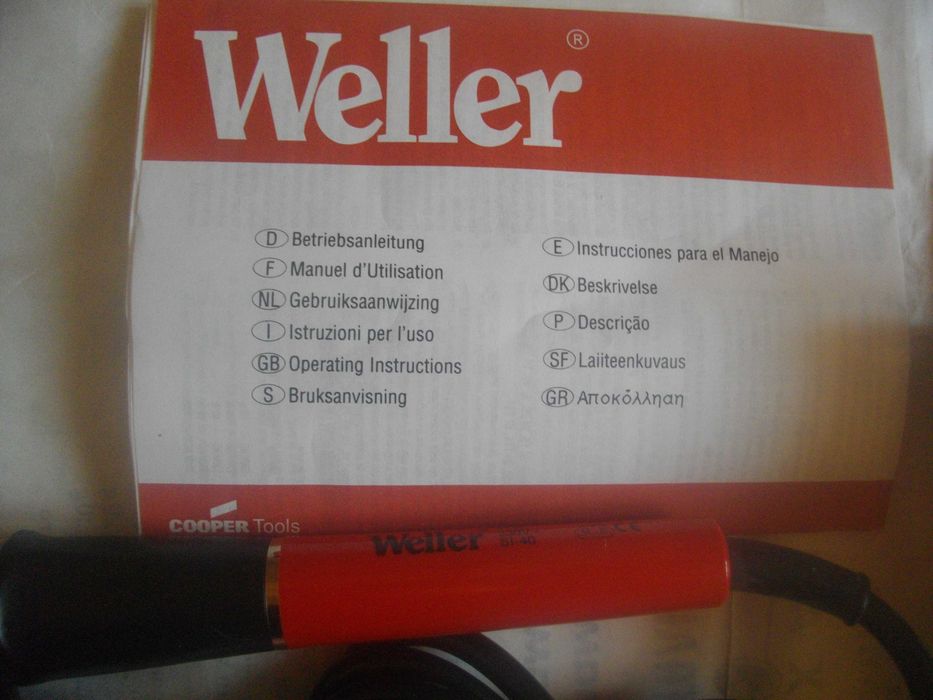 Weller®
D Betriebsanleitung
F Manuel d'Utilisation
NL Gebruiksaanwijzing
I Istruzioni per l'uso
GB Operating Instructions
S Bruksanvisning
E Instrucciones para el Manejo
DK Beskrivelse
P Descrição
SF Laiiteenkuvaus
GR Αποκὅλληαη
COOPER Tools
Weller